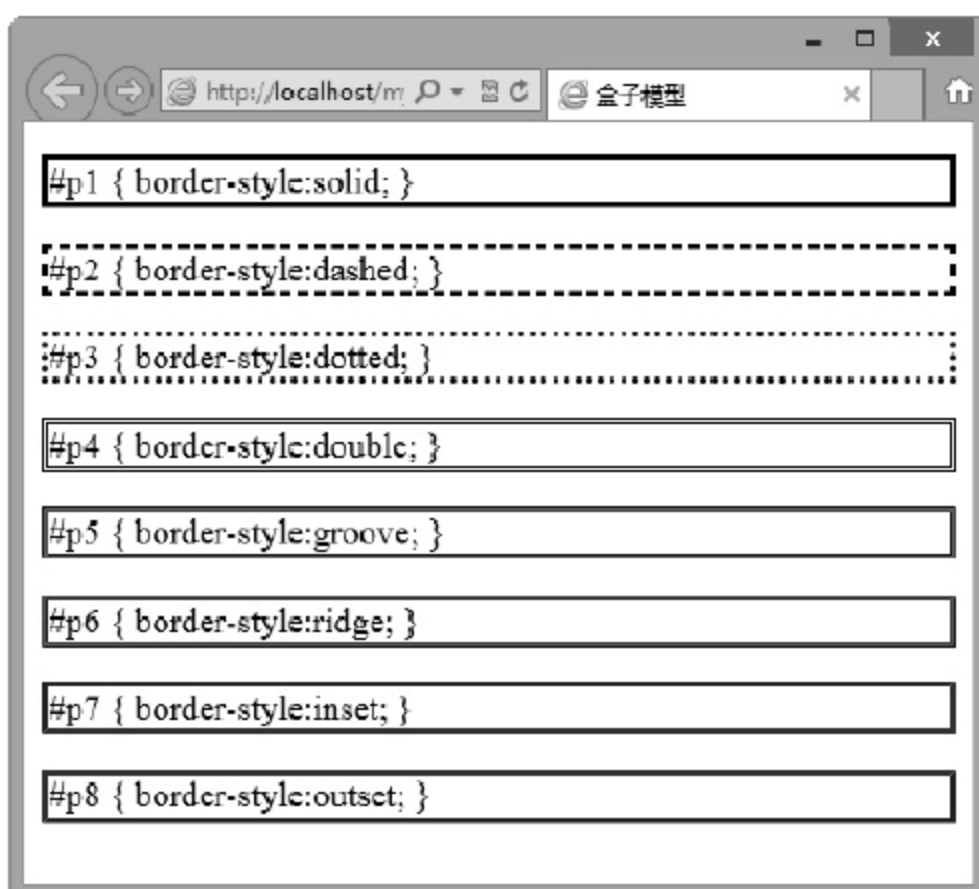 http://localhost/m
盒子模型
#p1 { border-style:solid; }
#p2 { border-style:dashed; }
#p3 { border-style:dotted; }
#p4 { border-style:double; }
#p5 { border-style:groove; }
#p6 { border-style:ridge; }
#p7 { border-style:inset; }
#p8 { border-style:outset; }